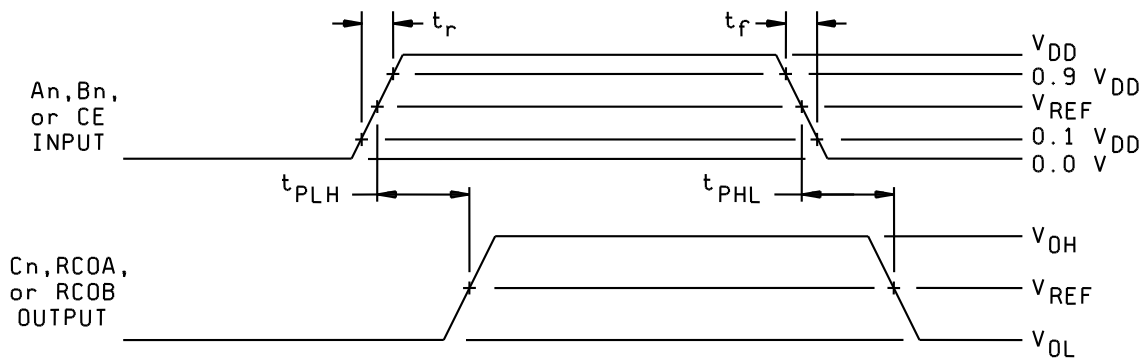 t_r
t_f
V_DD
0.9 V_DD
An,Bn,
or CE
INPUT
V_REF
0.1 V_DD
0.0 V
t_PLH
t_PHL
V_OH
Cn,RCOA,
or RCOB
OUTPUT
V_REF
V_OL